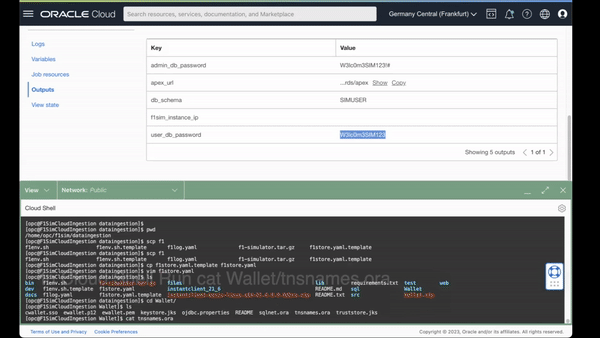 ORACLE Cloud
Search resources, services, documentation, and Marketplace
Germany Central (Frankfurt)
Logs
Variables
Job resources
Outputs
View state
Key Value
admin_db_password W3lc0m3SIM123!#
apex_url ...rds/apex Show Copy
db_schema SIMUSER
f1sim_instance_ip
user_db_password W3lc0m3SIM123
Showing 5 outputs 1 of 1
View Network: Public
Cloud Shell
[opc@F1SimCloudIngestion dataingestion]$
[opc@F1SimCloudIngestion dataingestion]$ pwd
/home/opc/f1sim/dataingestion
[opc@F1SimCloudIngestion dataingestion]$ scp f1
f1env.sh f1env.sh.template f1log.yaml f1-simulator.tar.gz f1store.yaml.template
[opc@F1SimCloudIngestion dataingestion]$ scp f1
f1env.sh f1env.sh.template f1log.yaml f1-simulator.tar.gz f1store.yaml.template
[opc@F1SimCloudIngestion dataingestion]$ cp f1store.yaml.template f1store.yaml
[opc@F1SimCloudIngestion dataingestion]$ vim f1store.yaml
Run cat Wallet/tnsnames.ora
[opc@F1SimCloudIngestion dataingestion]$ ls
bin f1env.sh files lib requirements.txt test web
dev f1env.sh.template instantclient_21_6 README.md sql Wallet
docs f1log.yaml f1store.yaml.template README.txt src
[opc@F1SimCloudIngestion dataingestion]$ cd Wallet/
[opc@F1SimCloudIngestion Wallet]$ ls
cwallet.sso ewallet.p12 ewallet.pem keystore.jks ojdbc.properties README sqlnet.ora tnsnames.ora truststore.jks
[opc@F1SimCloudIngestion Wallet]$ cat tnsnames.ora
Terms of Use and Privacy Cookie Preferences
Copyright © 2023, Oracle and/or its affiliates. All rights reserved.